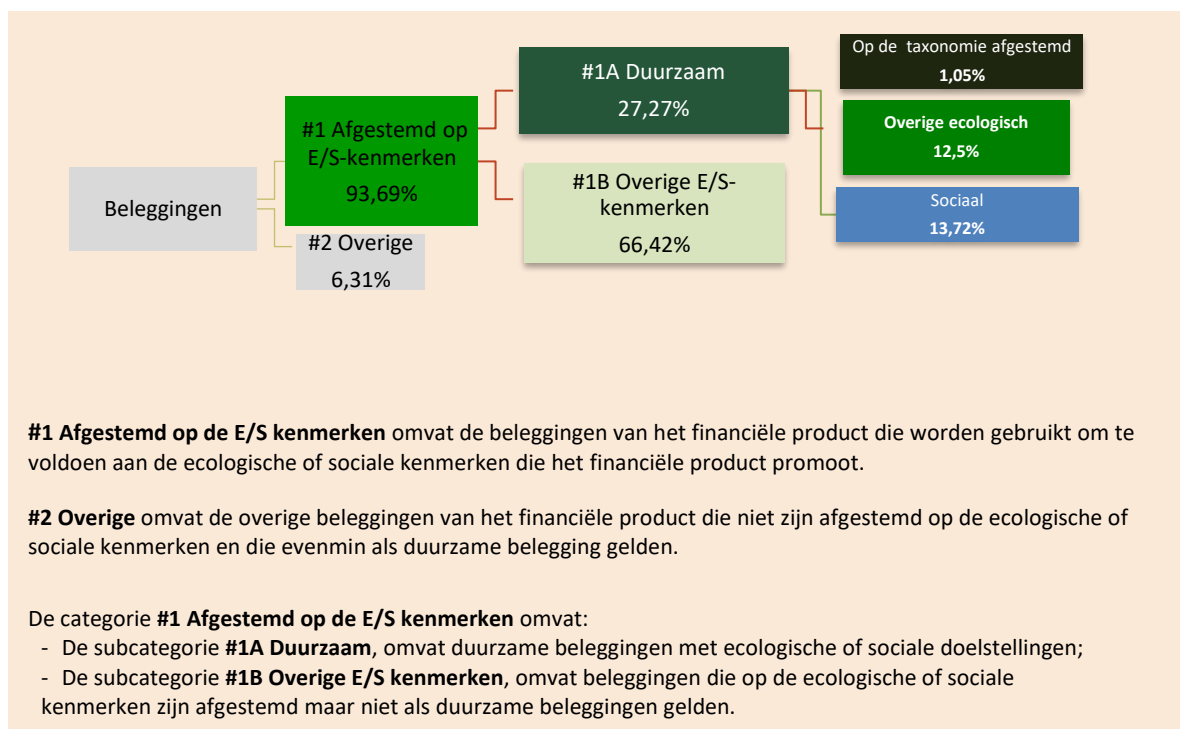 Beleggingen
#1 Afgestemd op
E/S-kenmerken
93,69%
#2 Overige
6,31%
#1A Duurzaam
27,27%
#1B Overige E/S-
kenmerken
66,42%
Op de taxonomie afgestemd
1,05%
Overige ecologisch
12,5%
Sociaal
13,72%
#1 Afgestemd op de E/S kenmerken omvat de beleggingen van het financiële product die worden gebruikt om te
voldoen aan de ecologische of sociale kenmerken die het financiële product promoot.
#2 Overige omvat de overige beleggingen van het financiële product die niet zijn afgestemd op de ecologische of
sociale kenmerken en die evenmin als duurzame belegging gelden.
De categorie #1 Afgestemd op de E/S kenmerken omvat:
- De subcategorie #1A Duurzaam, omvat duurzame beleggingen met ecologische of sociale doelstellingen;
- De subcategorie #1B Overige E/S kenmerken, omvat beleggingen die op de ecologische of sociale
kenmerken zijn afgestemd maar niet als duurzame beleggingen gelden.